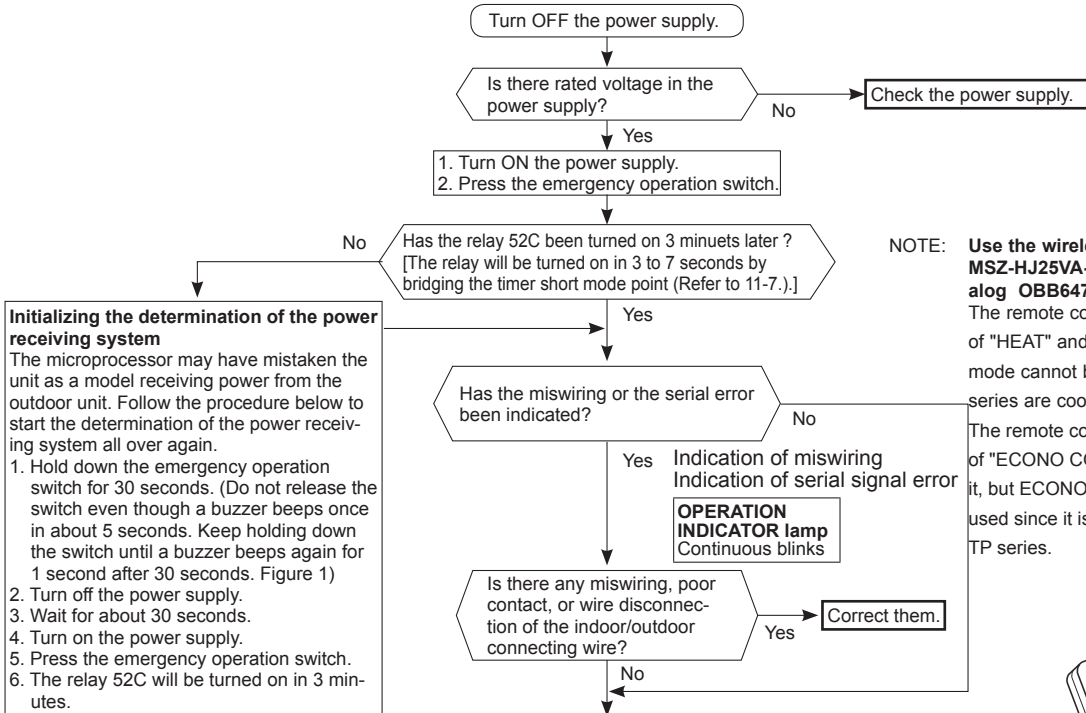 Turn OFF the power supply.
Is there rated voltage in the
power supply?
No
Check the power supply.
Yes
1. Turn ON the power supply.
2. Press the emergency operation switch.
No
Has the relay 52C been turned on 3 minuets later ?
[The relay will be turned on in 3 to 7 seconds by
bridging the timer short mode point (Refer to 11-7.).]
Yes
Initializing the determination of the power
receiving system
The microprocessor may have mistaken the
unit as a model receiving power from the
outdoor unit. Follow the procedure below to
start the determination of the power receiv-
ing system all over again.
1. Hold down the emergency operation
switch for 30 seconds. (Do not release the
switch even though a buzzer beeps once
in about 5 seconds. Keep holding down
the switch until a buzzer beeps again for
1 second after 30 seconds. Figure 1)
2. Turn off the power supply.
3. Wait for about 30 seconds.
4. Turn on the power supply.
5. Press the emergency operation switch.
6. The relay 52C will be turned on in 3 min-
utes.
Has the miswiring or the serial error
been indicated?
No
Yes
Indication of miswiring
Indication of serial signal error
OPERATION
INDICATOR lamp
Continuous blinks
Is there any miswiring, poor
contact, or wire disconnec-
tion of the indoor/outdoor
connecting wire?
Yes
Correct them.
No
NOTE: Use the wirele
MSZ-HJ25VA-
alog OBB647
The remote co
of "HEAT" and
mode cannot b
series are coo
The remote co
of "ECONO CO
it, but ECONO
used since it is
TP series.